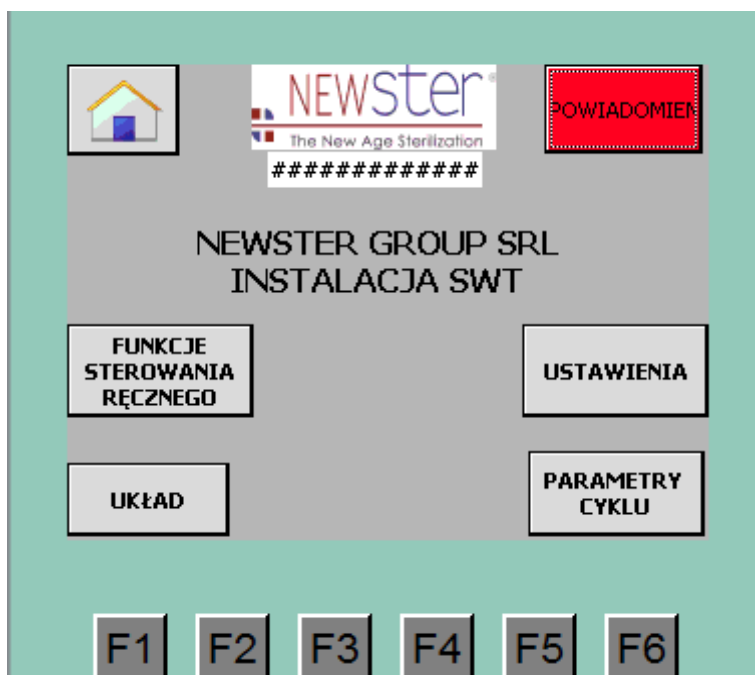 NEWSter®
The New Age Sterilization
POWIADOMIEN
#############
NEWSTER GROUP SRL
INSTALACJA SWT
FUNKCJE
STEROWANIA
RĘCZNEGO
USTAWIENIA
UKŁAD
PARAMETRY
CYKLU
F1 F2 F3 F4 F5 F6